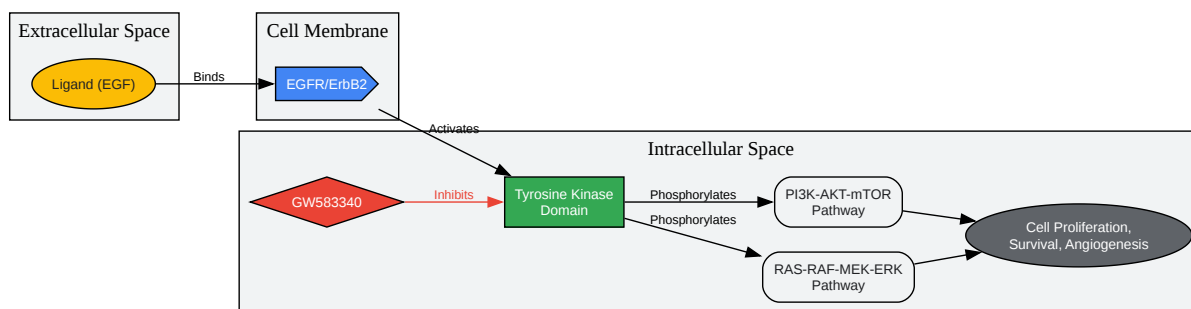 Extracellular Space
Cell Membrane
Ligand (EGF)
Binds
EGFR/ErbB2
Activates
Intracellular Space
GW583340
Inhibits
Tyrosine Kinase
Domain
Phosphorylates
Phosphorylates
PI3K-AKT-mTOR
Pathway
RAS-RAF-MEK-ERK
Pathway
Cell Proliferation,
Survival, Angiogenesis